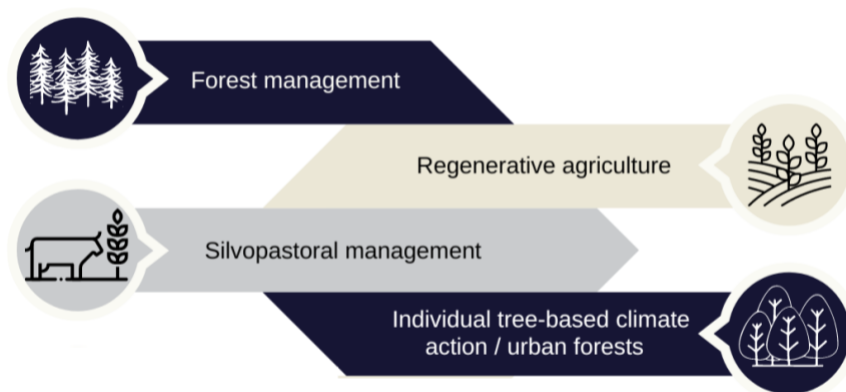 Forest management
Regenerative agriculture
Silvopastoral management
Individual tree-based climate
action / urban forests